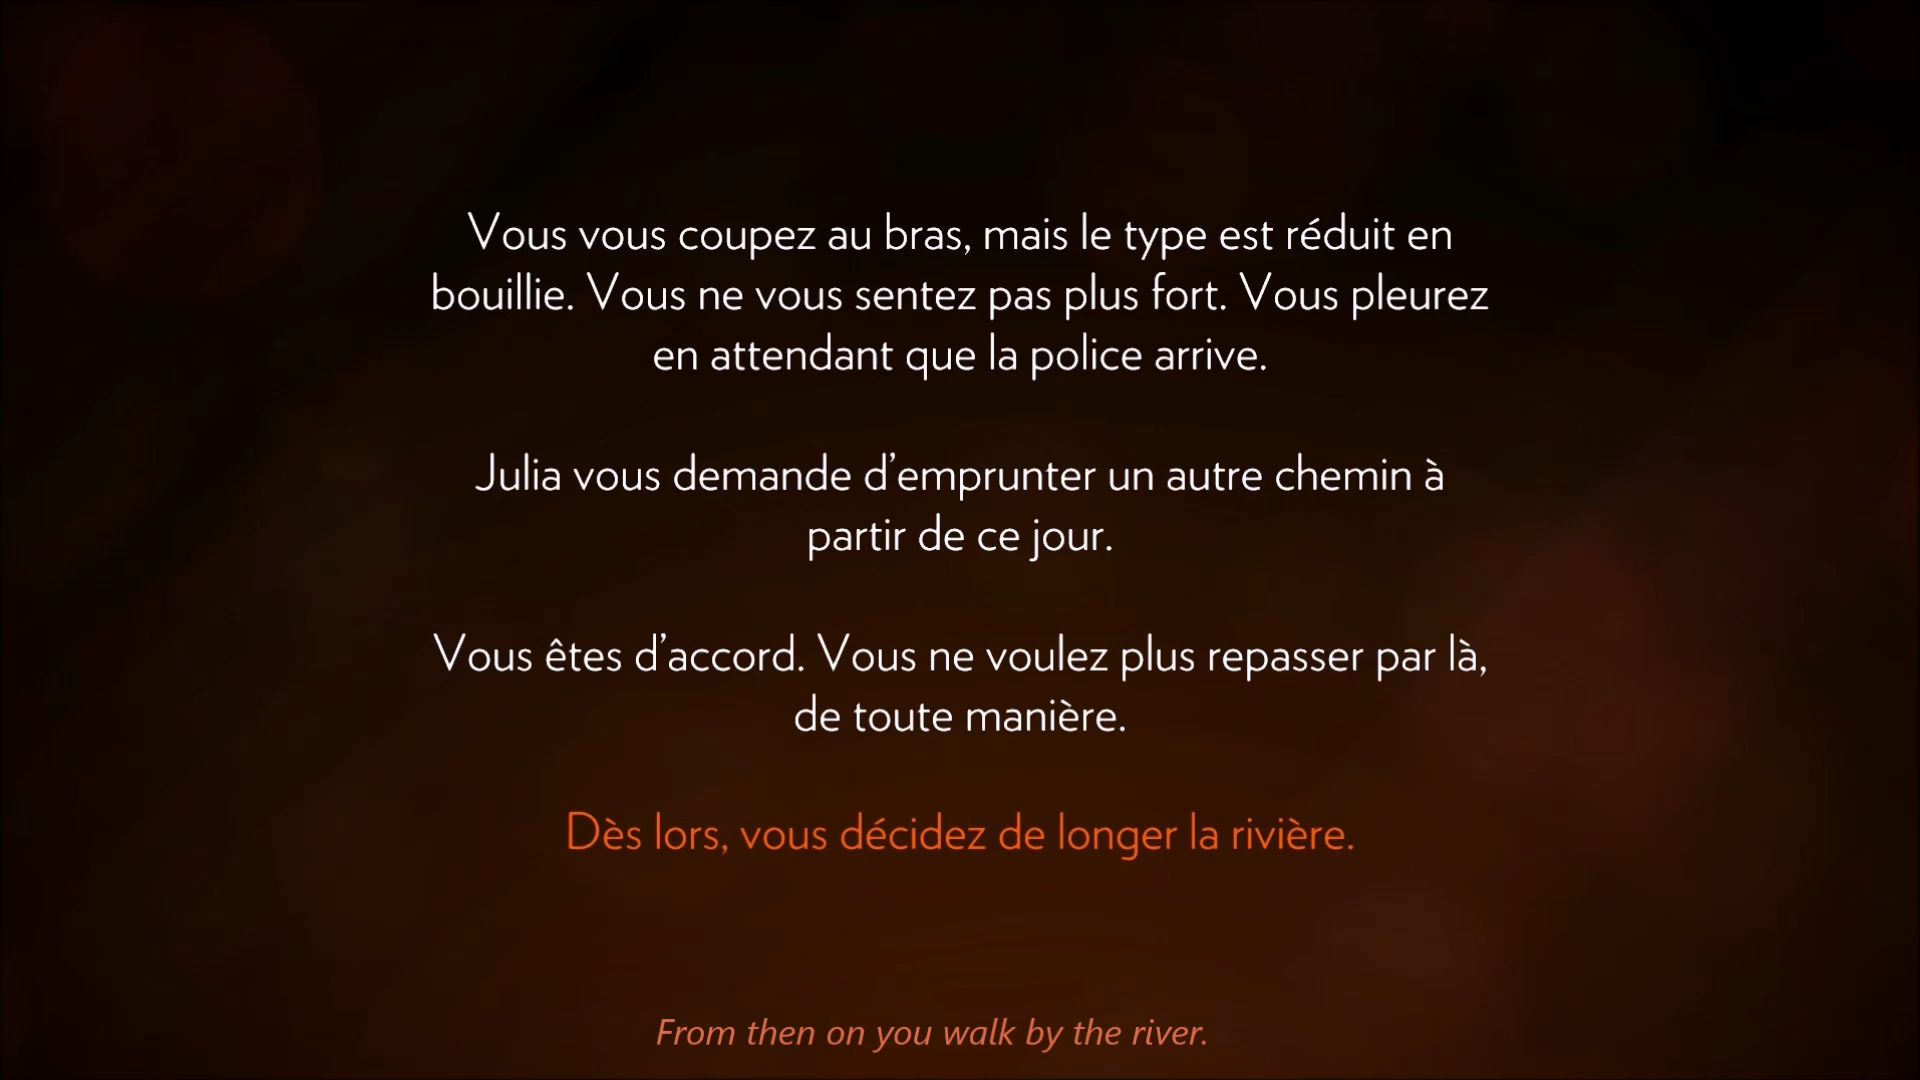 Vous vous coupez au bras, mais le type est réduit en
bouillie. Vous ne vous sentez pas plus fort. Vous pleurez
en attendant que la police arrive.
Julia vous demande d’emprunter un autre chemin à
partir de ce jour.
Vous êtes d’accord. Vous ne voulez plus repasser par là,
de toute manière.
Dès lors, vous décidez de longer la rivière.
From then on you walk by the river.